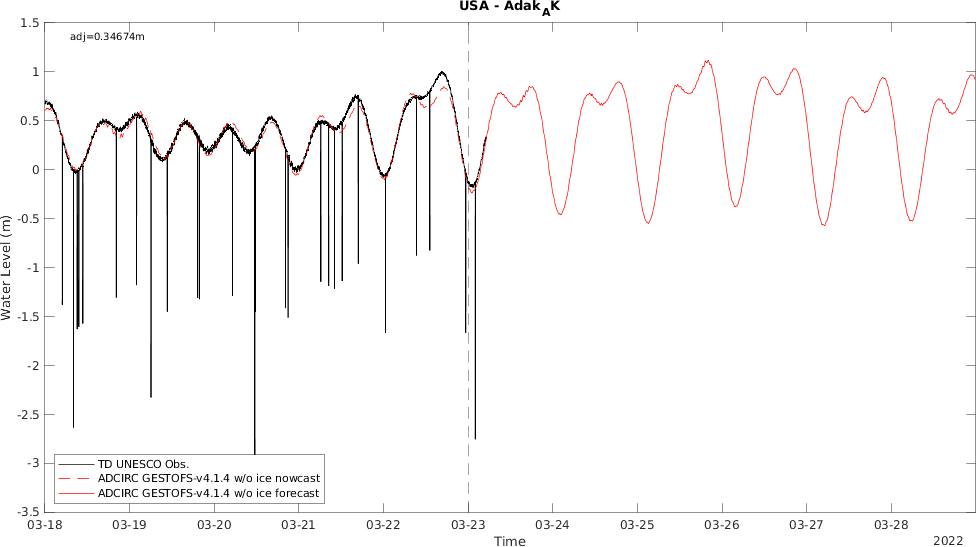 USA - AdakAK
adj=0.34674m
1.5
1
0.5
0
-0.5
-1
-1.5
-2
-2.5
-3
-3.5
Water Level (m)
TD UNESCO Obs.
ADCIRC GESTOFS-v4.1.4 w/o ice nowcast
ADCIRC GESTOFS-v4.1.4 w/o ice forecast
03-18 03-19 03-20 03-21 03-22 03-23 03-24 03-25 03-26 03-27 03-28
Time
2022